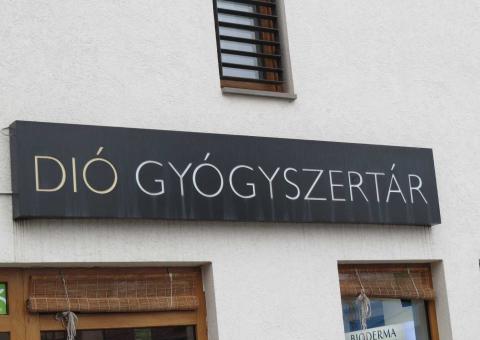 DIÓ GYÓGYSZERTÁR
BIODERMA